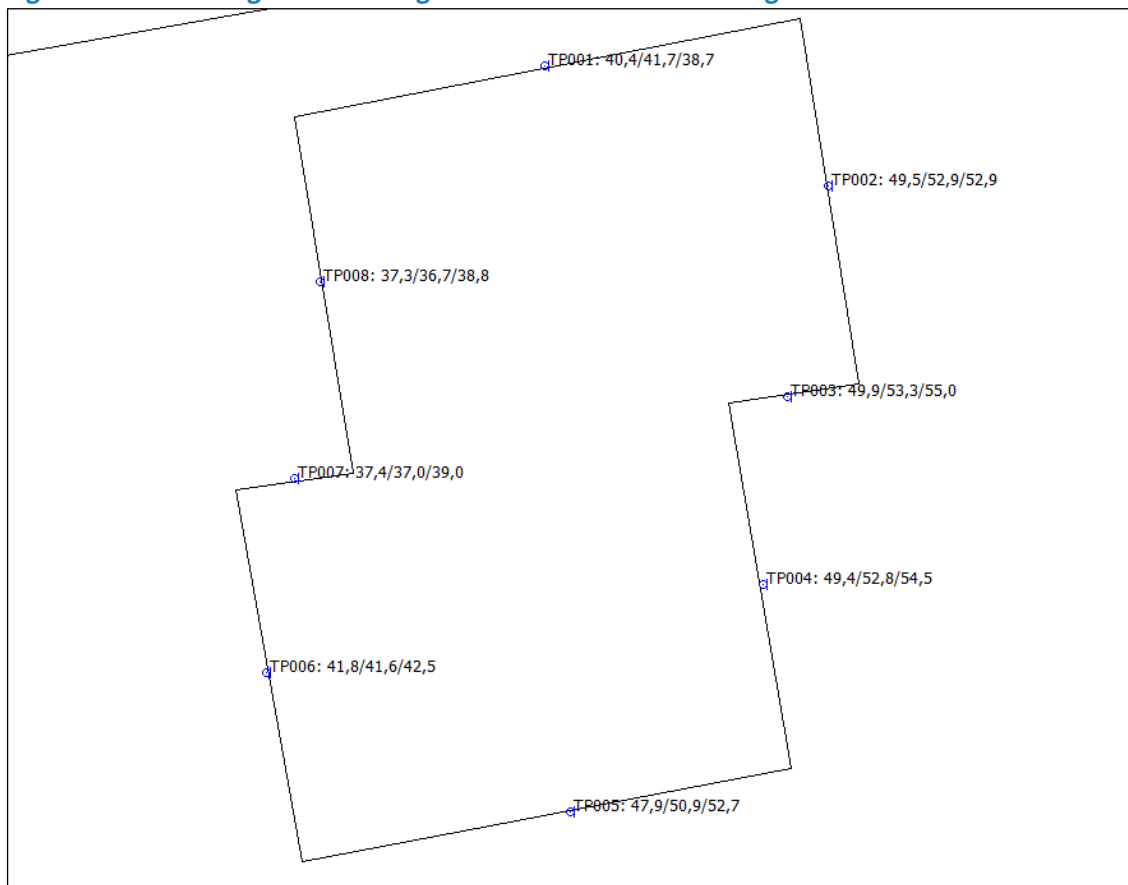 TP001: 40,4/41,7/38,7
TP002: 49,5/52,9/52,9
TP008: 37,3/36,7/38,8
TP003: 49,9/53,3/55,0
TP007: 37,4/37,0/39,0
TP004: 49,4/52,8/54,5
TP006: 41,8/41,6/42,5
TP005: 47,9/50,9/52,7